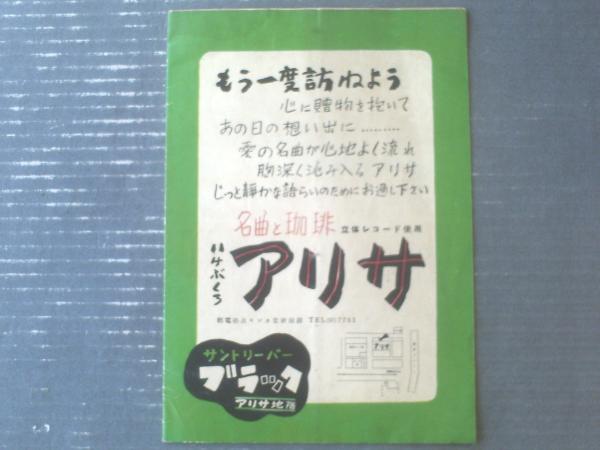 もう一度訪ねよう
心に贈物を抱いて
あの日の想い出に………
愛の名曲が心地よく流れ
胸深く沁み入る アリサ
じっと静かな語らいのために お過し下さい
名曲と珈琲 立体レコード使用
いけぶくろ
アリサ
TEL
アリサ
サントリーバー
ブラック
アリサ地階